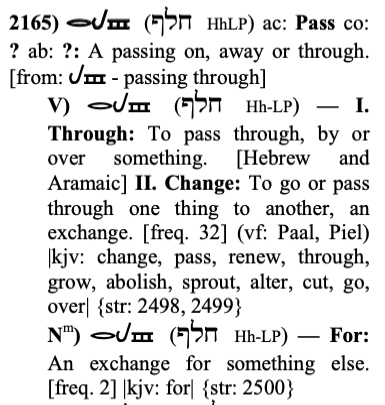 2165) (חלף HhLP) ac: Pass co:
? ab: ?: A passing on, away or through.
[from: - passing through]
V) (חלף Hh-LP) — I.
Through: To pass through, by or
over something. [Hebrew and
Aramaic] II. Change: To go or pass
through one thing to another, an
exchange. [freq. 32] (vf: Paal, Piel)
|kjv: change, pass, renew, through,
grow, abolish, sprout, alter, cut, go,
over| {str: 2498, 2499}
Nᵐ) (חלף Hh-LP) — For:
An exchange for something else.
[freq. 2] |kjv: for| {str: 2500}